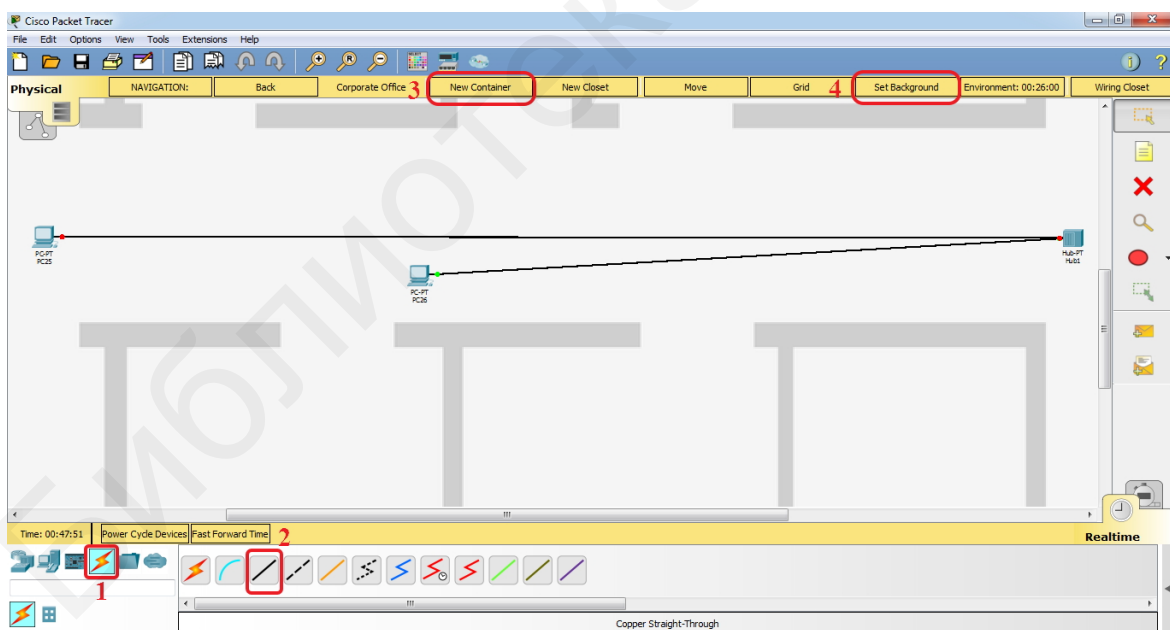 Cisco Packet Tracer
File Edit Options View Tools Extensions Help
Physical NAVIGATION: Back Corporate Office 3 New Container New Closet Move Grid 4 Set Background Environment: 00:26:00 Wiring Closet
PC-PT
PC25
PC-PT
PC26
Hub-PT
Hub1
Time: 00:47:51 Power Cycle Devices Fast Forward Time 2 Realtime
1
Copper Straight-Through
Библиотек